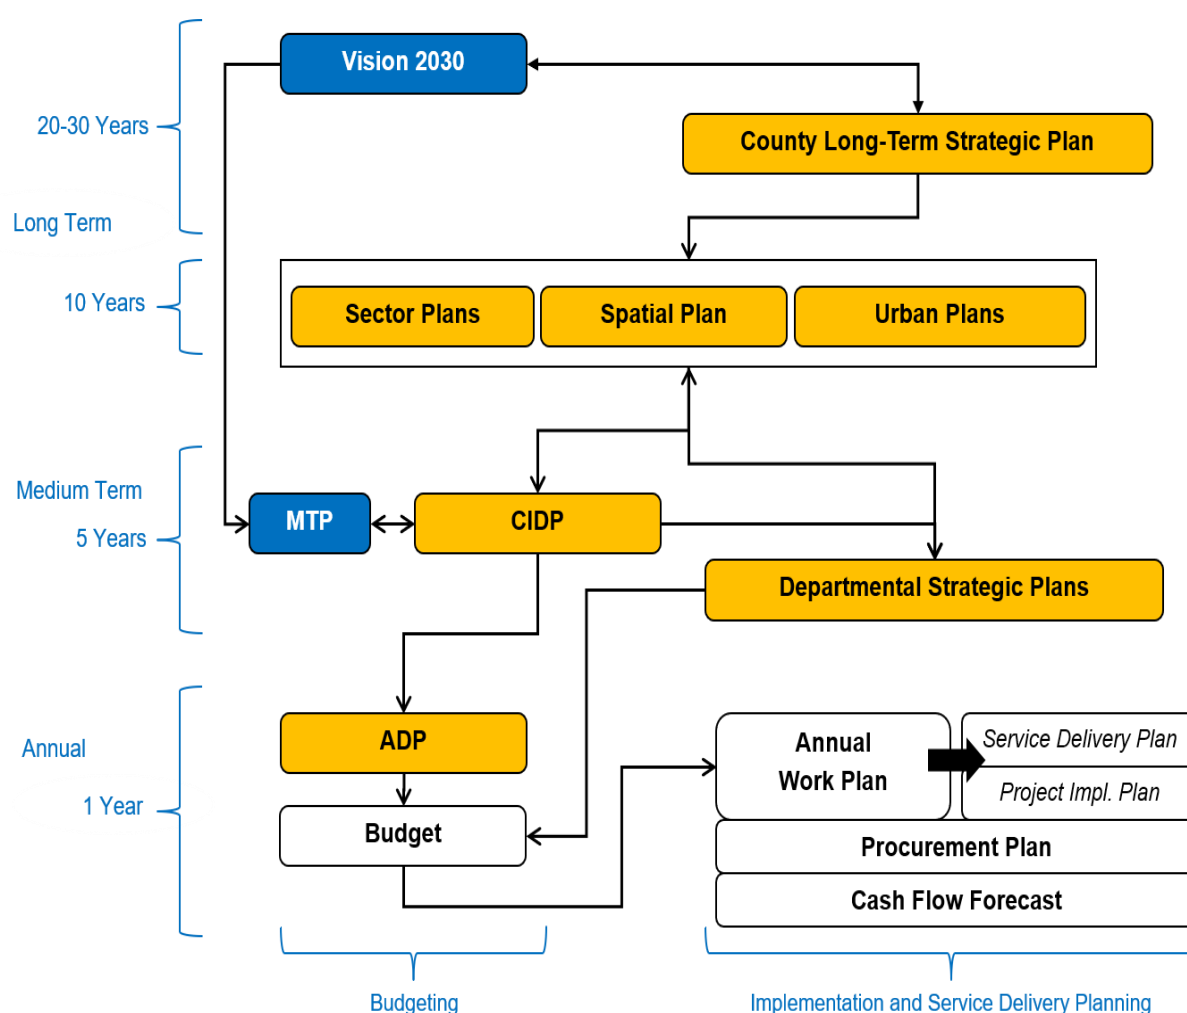 Vision 2030
20-30 Years
County Long-Term Strategic Plan
Long Term
10 Years
Sector Plans
Spatial Plan
Urban Plans
Medium Term
5 Years
MTP
CIDP
Departmental Strategic Plans
Annual
1 Year
ADP
Budget
Annual
Work Plan
Service Delivery Plan
Project Impl. Plan
Procurement Plan
Cash Flow Forecast
Budgeting
Implementation and Service Delivery Planning